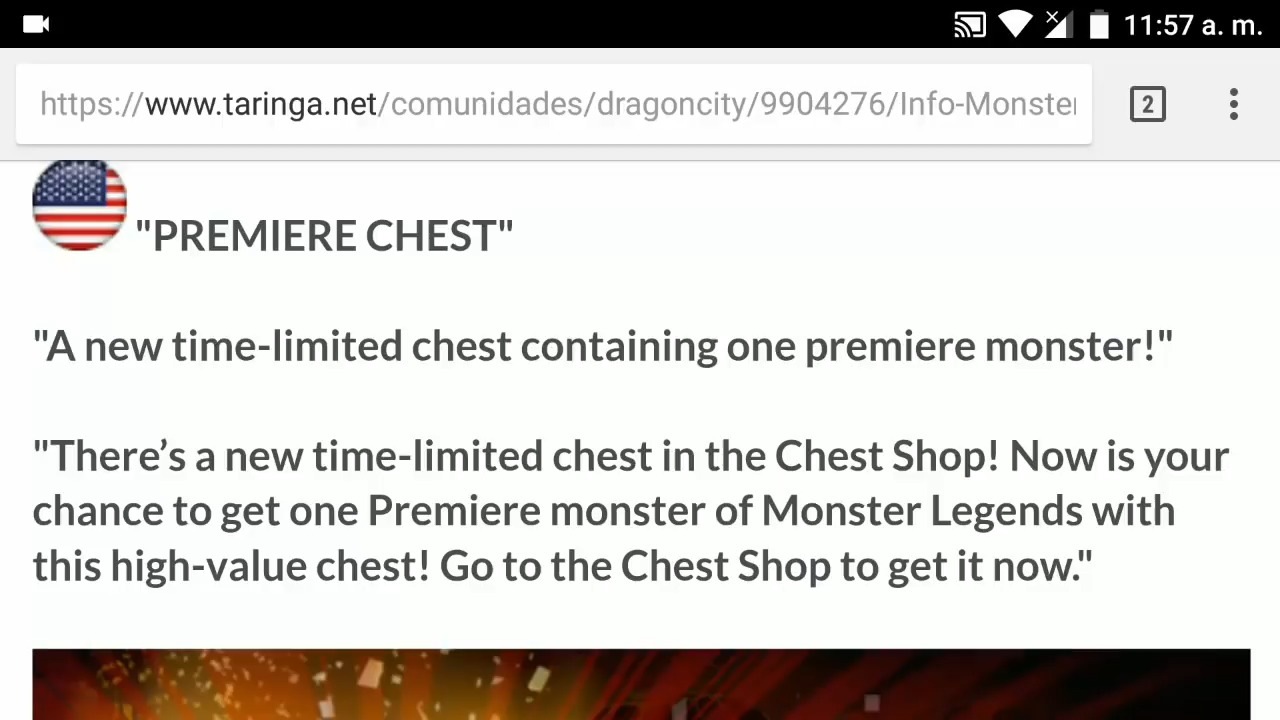 11:57 a. m.
https://www.taringa.net/comunidades/dragoncity/9904276/Info-Monster
2
"PREMIERE CHEST"
"A new time-limited chest containing one premiere monster!"
"There’s a new time-limited chest in the Chest Shop! Now is your
chance to get one Premiere monster of Monster Legends with
this high-value chest! Go to the Chest Shop to get it now."